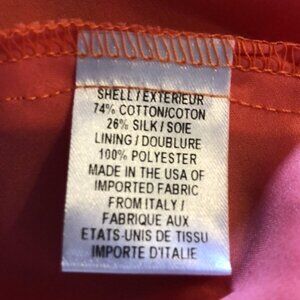 SHELL / EXTERIEUR
74% COTTON/COTON
26% SILK / SOIE
LINING / DOUBLURE
100% POLYESTER
MADE IN THE USA OF
IMPORTED FABRIC
FROM ITALY /
FABRIQUE AUX
ETATS-UNIS DE TISSU
IMPORTE D'ITALIE